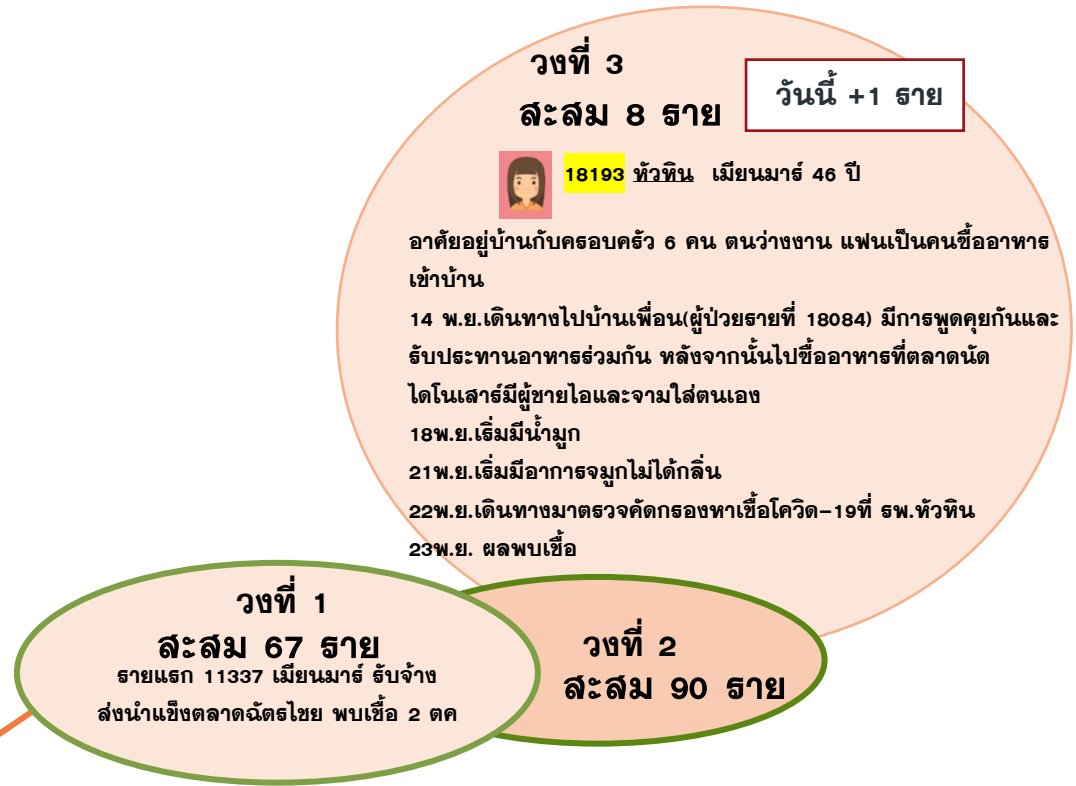 วงที่ 3
สะสม 8 ราย
วันนี้ +1 ราย
18193 หัวหิน เมียนมาร์ 46 ปี
อาศัยอยู่บ้านกับครอบครัว 6 คน ตนว่างงาน แฟนเป็นคนซื้ออาหาร
เข้าบ้าน
14 พ.ย.เดินทางไปบ้านเพื่อน(ผู้ป่วยรายที่ 18084) มีการพูดคุยกันและ
รับประทานอาหารร่วมกัน หลังจากนั้นไปซื้ออาหารที่ตลาดนัด
ไดโนเสาร์มีผู้ชายไอและจามใส่ตนเอง
18พ.ย.เริ่มมีน้ำมูก
21พ.ย.เริ่มมีอาการจมูกไม่ได้กลิ่น
22พ.ย.เดินทางมาตรวจคัดกรองหาเชื้อโควิด-19ที่ รพ.หัวหิน
23พ.ย. ผลพบเชื้อ
วงที่ 1
สะสม 67 ราย
รายแรก 11337 เมียนมาร์ รับจ้าง
ส่งนำแข็งตลาดฉัตรไชย พบเชื้อ 2 ตค
วงที่ 2
สะสม 90 ราย